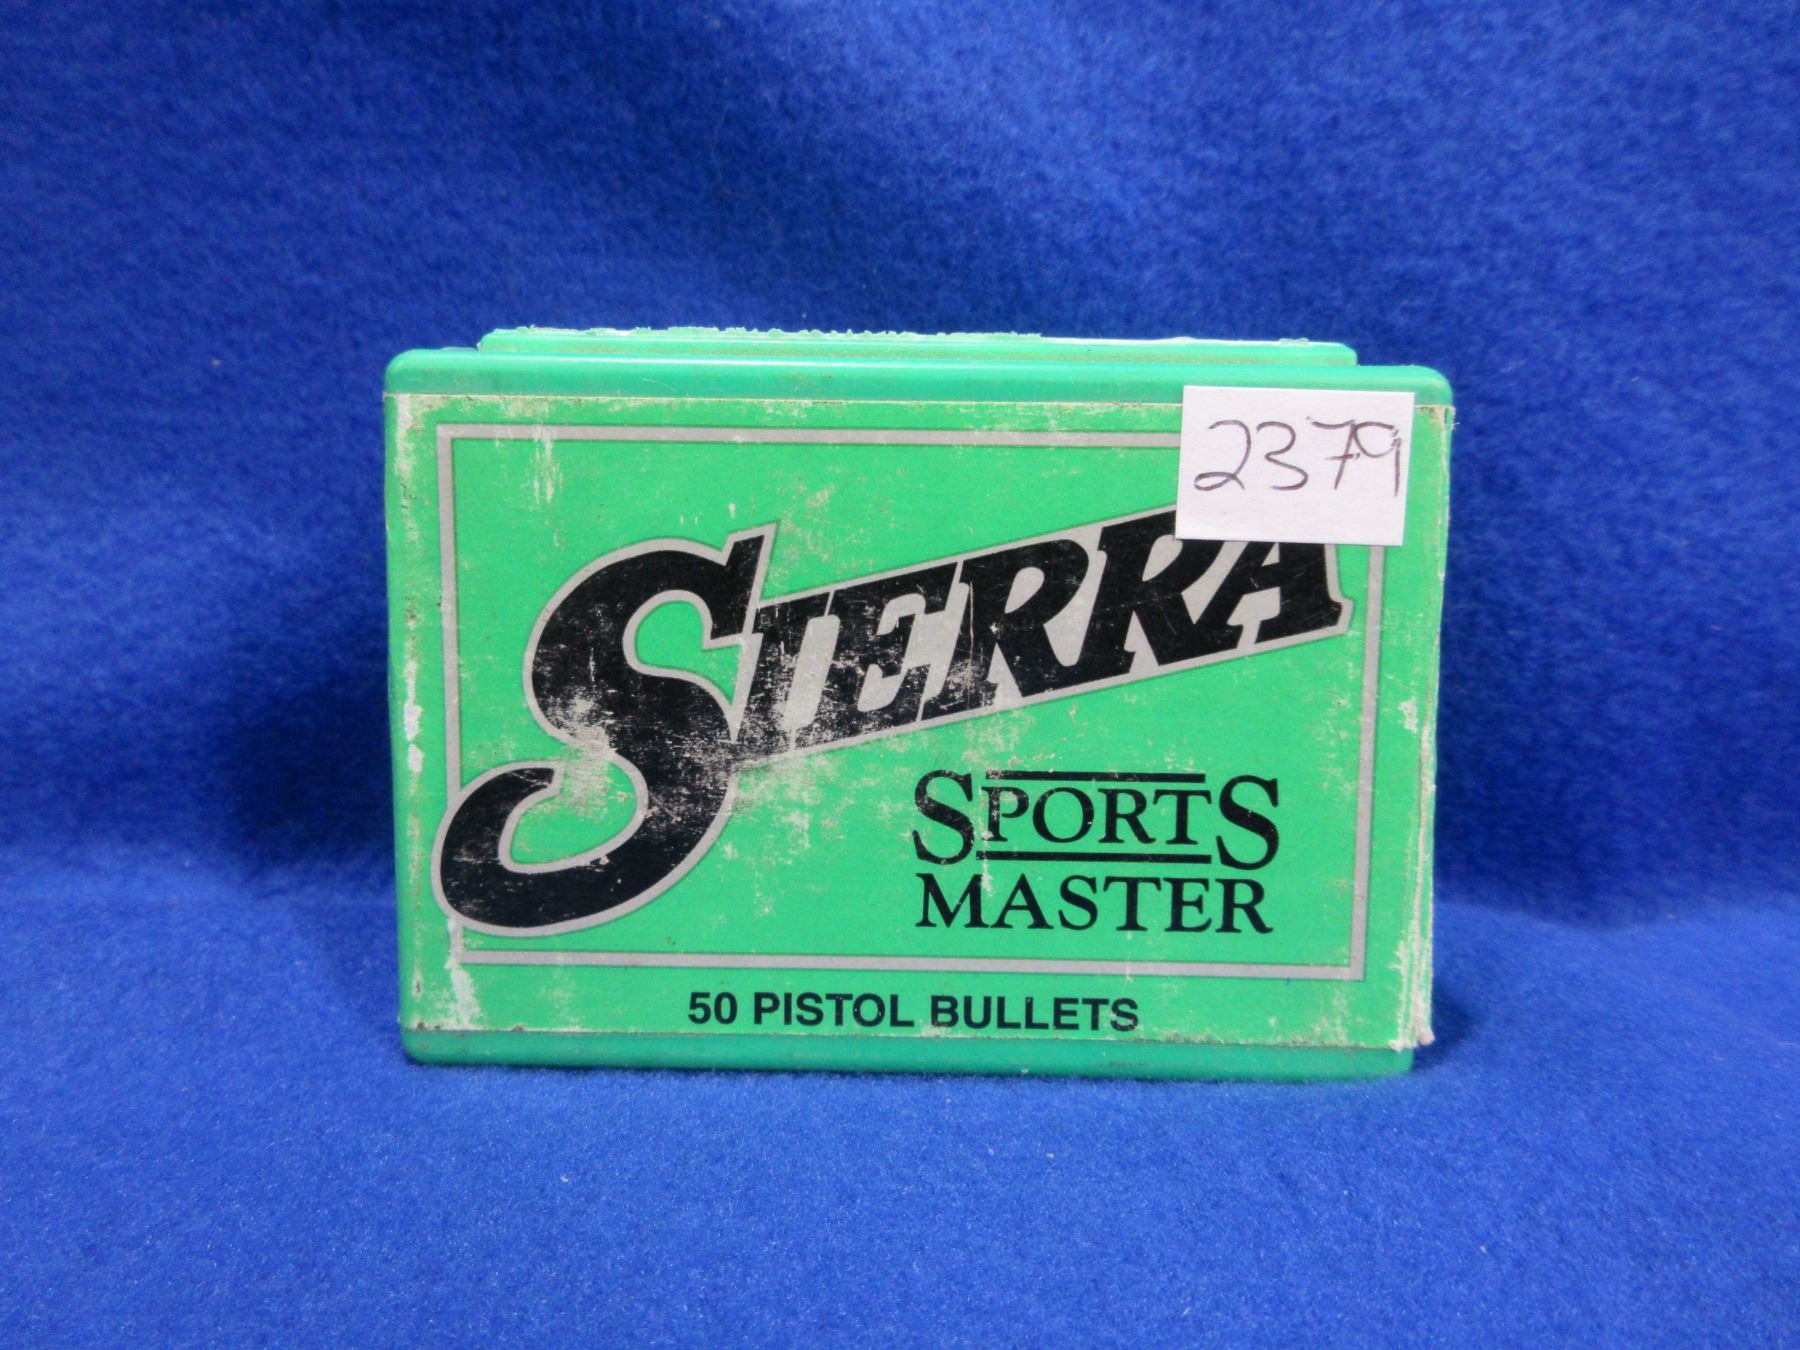 2379
SIERRA
SPORTS
MASTER
50 PISTOL BULLETS